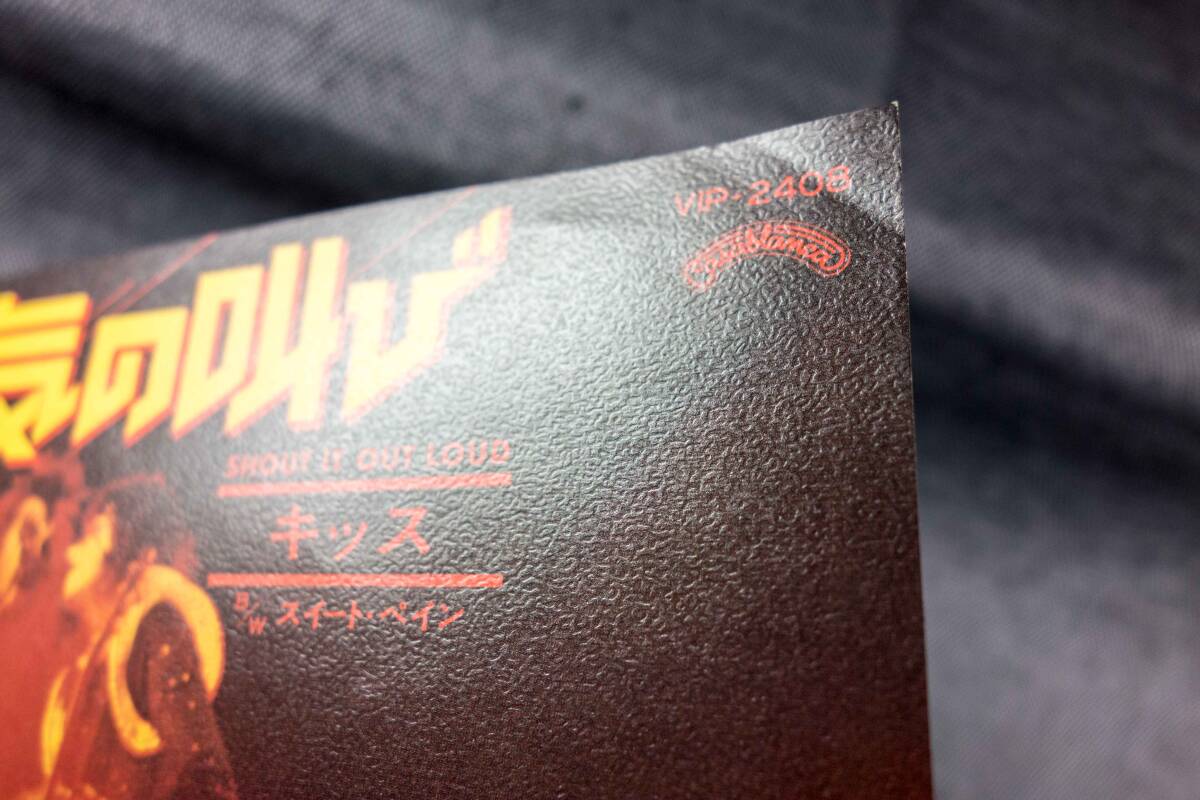 VIP-2408
Casablanca
の叫び
SHOUT IT OUT LOUD
キッス
B/W スイート・ペイン